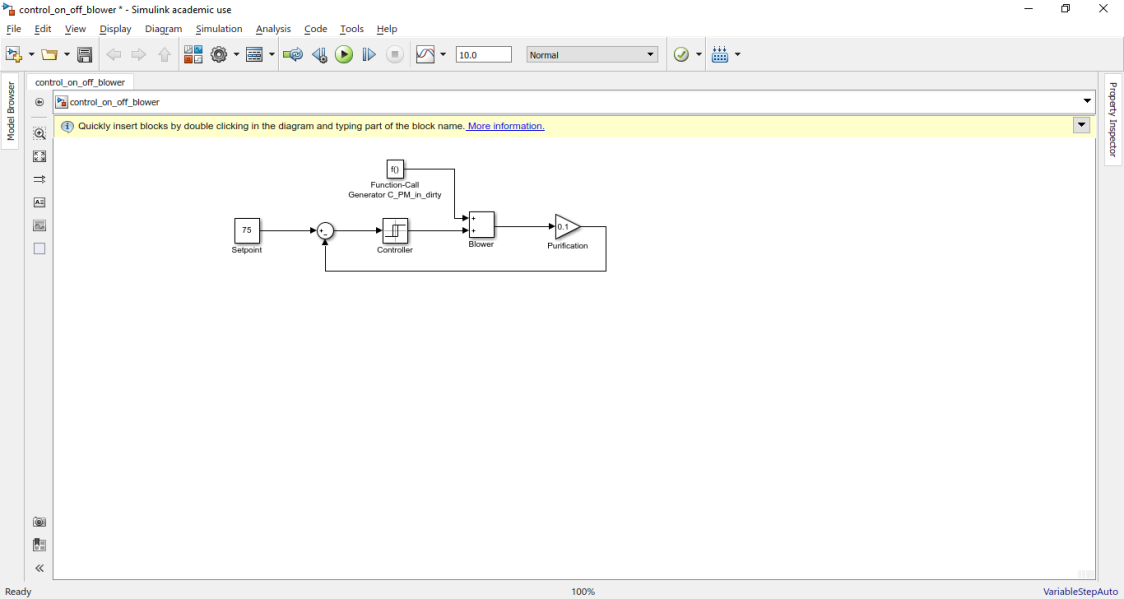 control_on_off_blower * - Simulink academic use
File Edit View Display Diagram Simulation Analysis Code Tools Help
10.0 Normal
control_on_off_blower
control_on_off_blower
Model Browser
Property Inspector
Quickly insert blocks by double clicking in the diagram and typing part of the block name. More information.
f()
Function-Call
Generator C_PM_in_dirty
75
Setpoint
Controller
Blower
0.1
Purification
Ready 100% VariableStepAuto